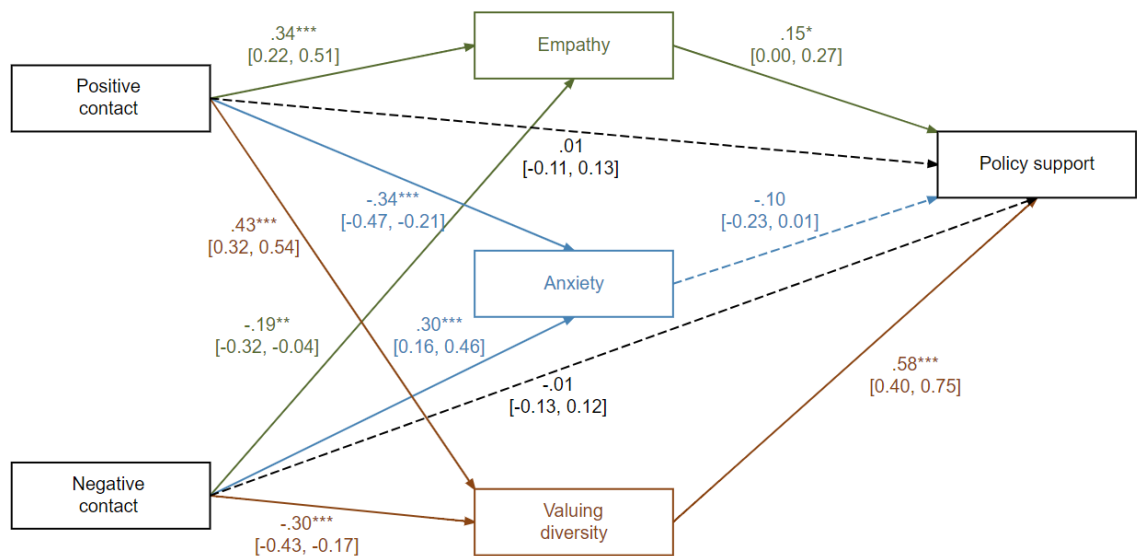 .34***
[0.22, 0.51]
Empathy
.15*
[0.00, 0.27]
Positive
contact
.01
[-0.11, 0.13]
Policy support
-.34***
[-0.47, -0.21]
-.10
[-0.23, 0.01]
.43***
[0.32, 0.54]
Anxiety
-.19**
[-0.32, -0.04]
.30***
[0.16, 0.46]
-.01
[-0.13, 0.12]
.58***
[0.40, 0.75]
Negative
contact
Valuing
diversity
-.30***
[-0.43, -0.17]